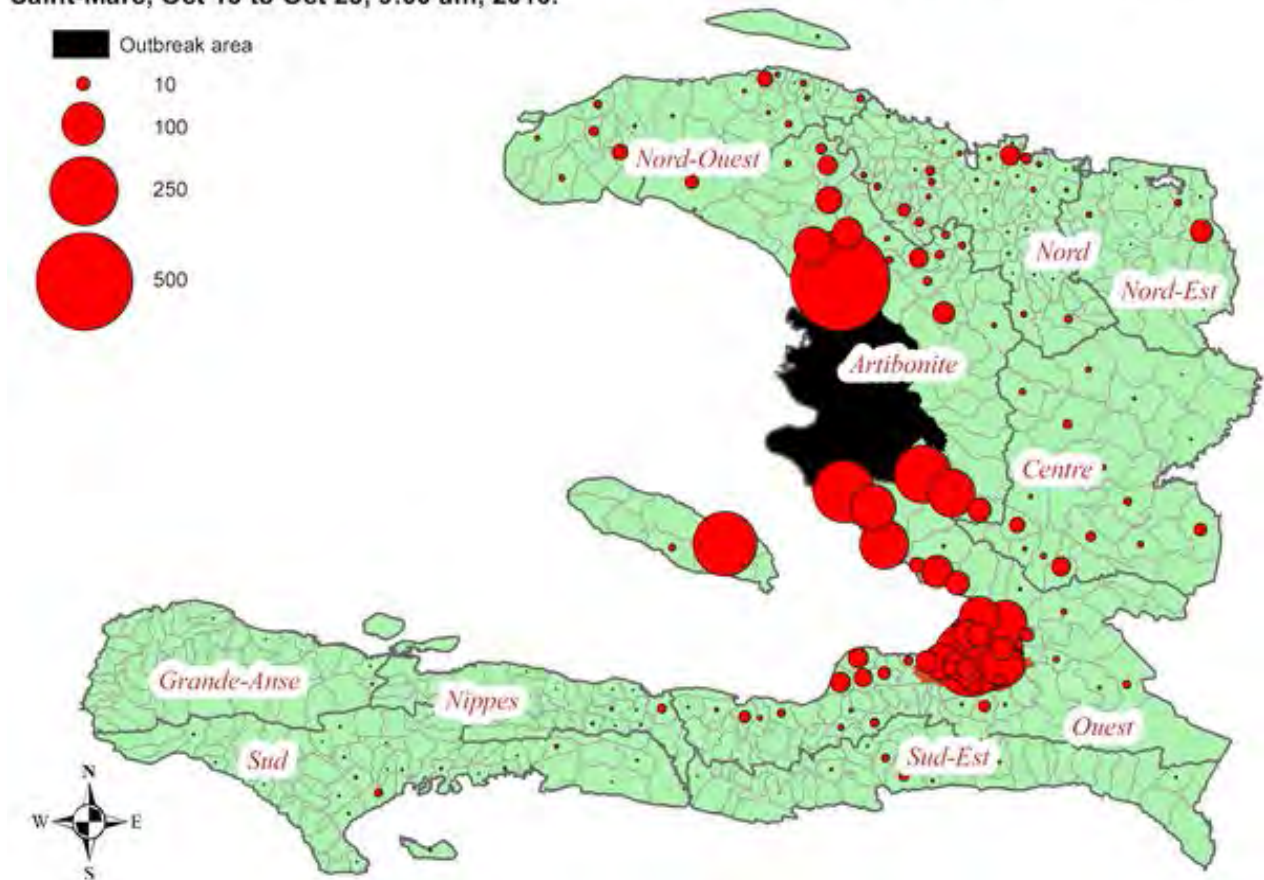 Outbreak area
10
100
250
500
Nord-Ouest
Nord
Nord-Est
Artibonite
Centre
Grande-Anse
Nippes
Ouest
Sud
Sud-Est
N
W E
S